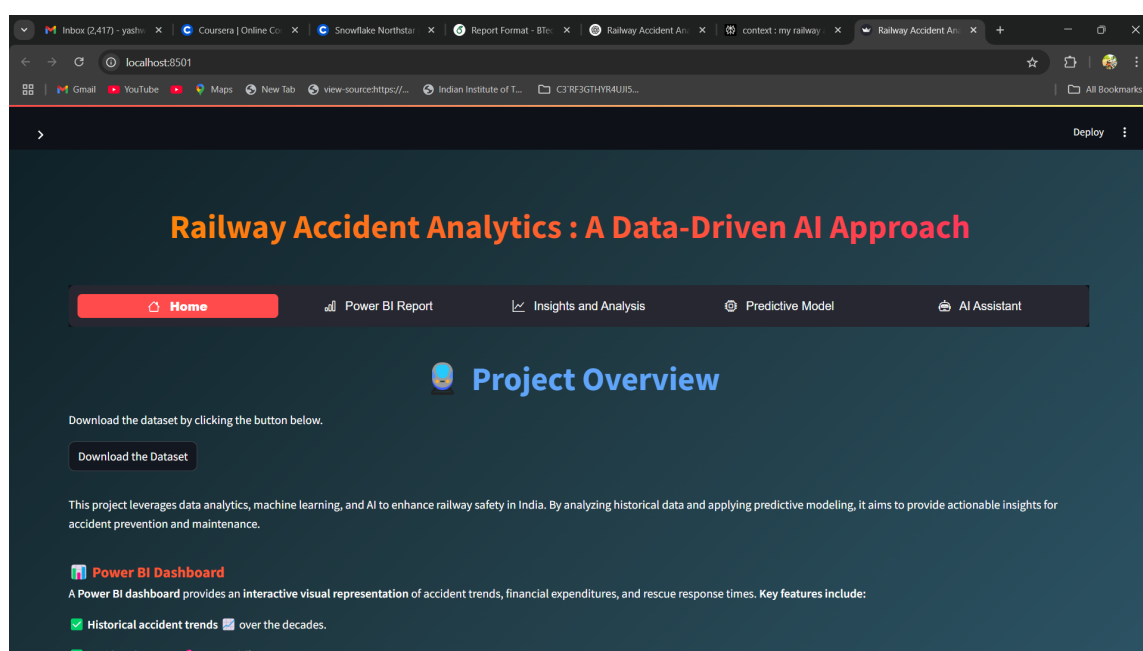 Inbox (2,417) - yashw
Coursera | Online Co
Snowflake Northstar
Report Format - BTec
Railway Accident An
context : my railway
Railway Accident An
localhost:8501
Gmail
YouTube
Maps
New Tab
view-source:https://...
Indian Institute of T...
C3'RF3GTHYR4UJI5...
All Bookmarks
Deploy
Railway Accident Analytics : A Data-Driven AI Approach
Home
Power BI Report
Insights and Analysis
Predictive Model
AI Assistant
Project Overview
Download the dataset by clicking the button below.
Download the Dataset
This project leverages data analytics, machine learning, and AI to enhance railway safety in India. By analyzing historical data and applying predictive modeling, it aims to provide actionable insights for
accident prevention and maintenance.
Power BI Dashboard
A Power BI dashboard provides an interactive visual representation of accident trends, financial expenditures, and rescue response times. Key features include:
Historical accident trends over the decades.